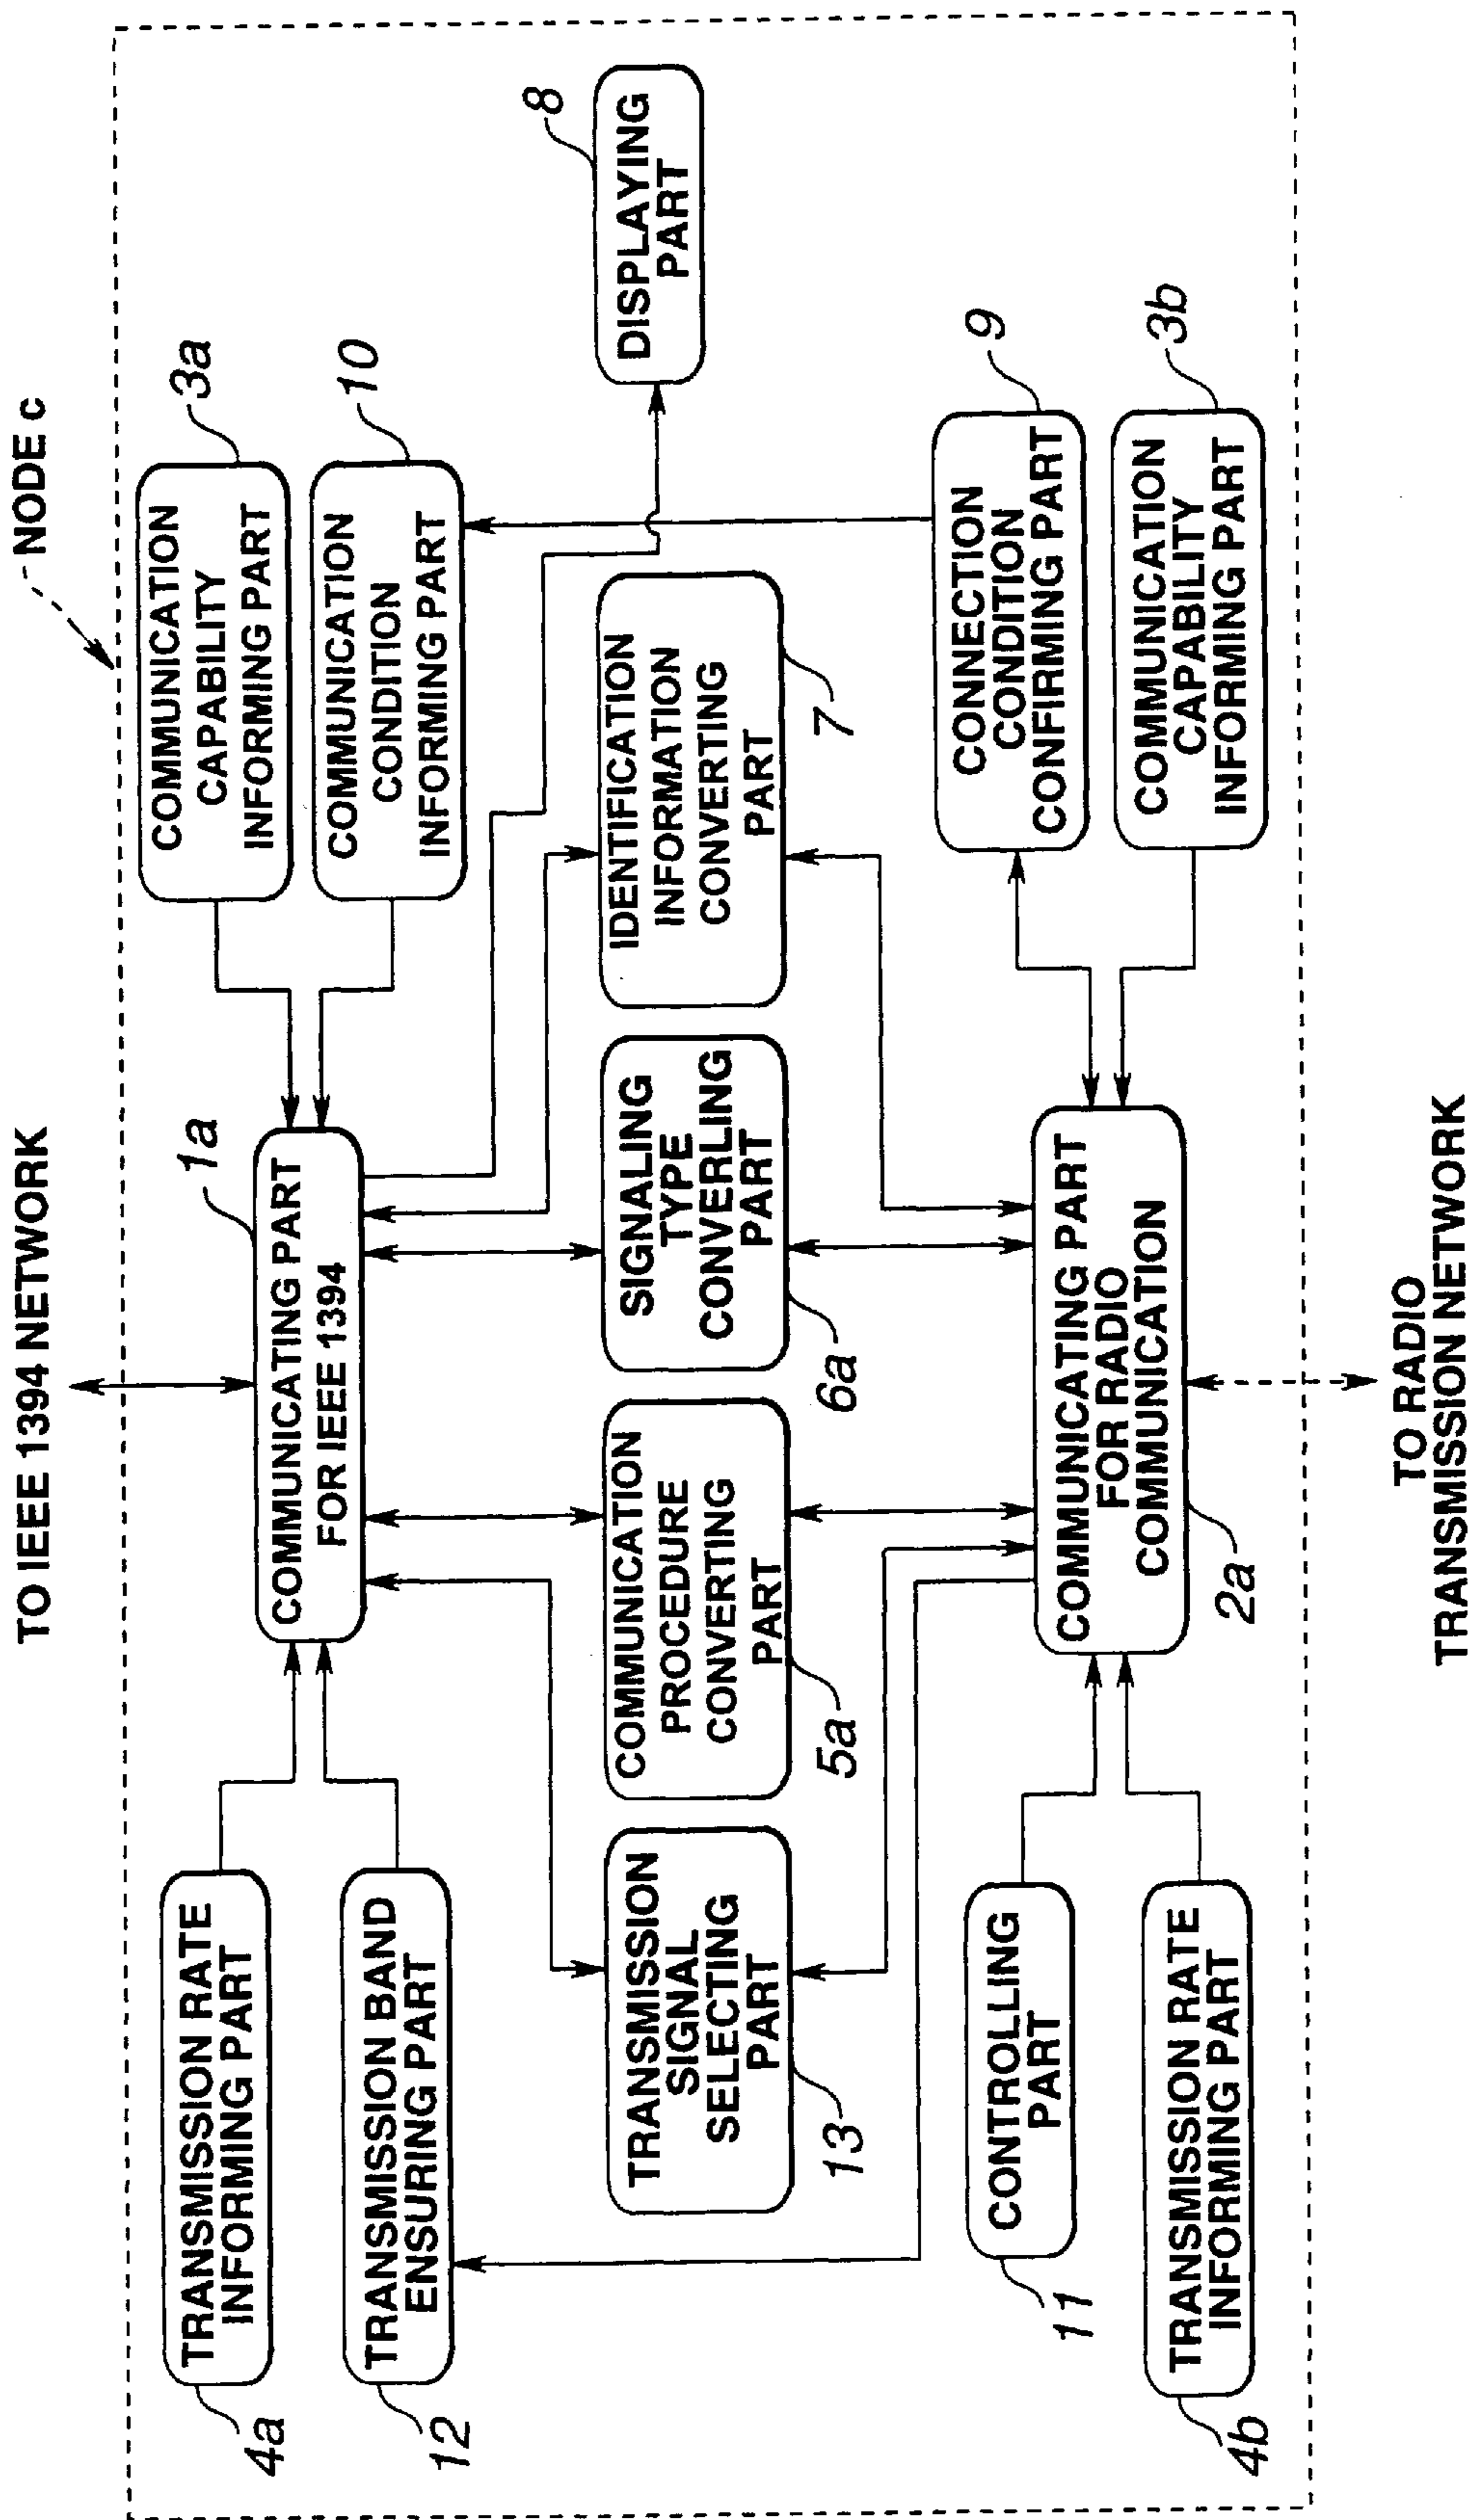 TO IEEE 1394 NETWORK
NODE c
4a
TRANSMISSION RATE
INFORMING PART
12
TRANSMISSION BAND
ENSURING PART
1a
COMMUNICATING PART
FOR IEEE 1394
3a
COMMUNICATION
CAPABILITY
INFORMING PART
10
COMMUNICATION
CONDITION
INFORMING PART
13
TRANSMISSION
SIGNAL
SELECTING
PART
5a
COMMUNICATION
PROCEDURE
CONVERTING
PART
6a
SIGNALING
TYPE
CONVERLING
PART
7
IDENTIFICATION
INFORMATION
CONVERTING
PART
8
DISPLAYING
PART
11
CONTROLLING
PART
4b
TRANSMISSION RATE
INFORMING PART
2a
COMMUNICATING PART
FOR RADIO
COMMUNICATION
9
CONNECTION
CONDITION
CONFIRMING PART
3b
COMMUNICATION
CAPABILITY
INFORMING PART
TO RADIO
TRANSMISSION NETWORK